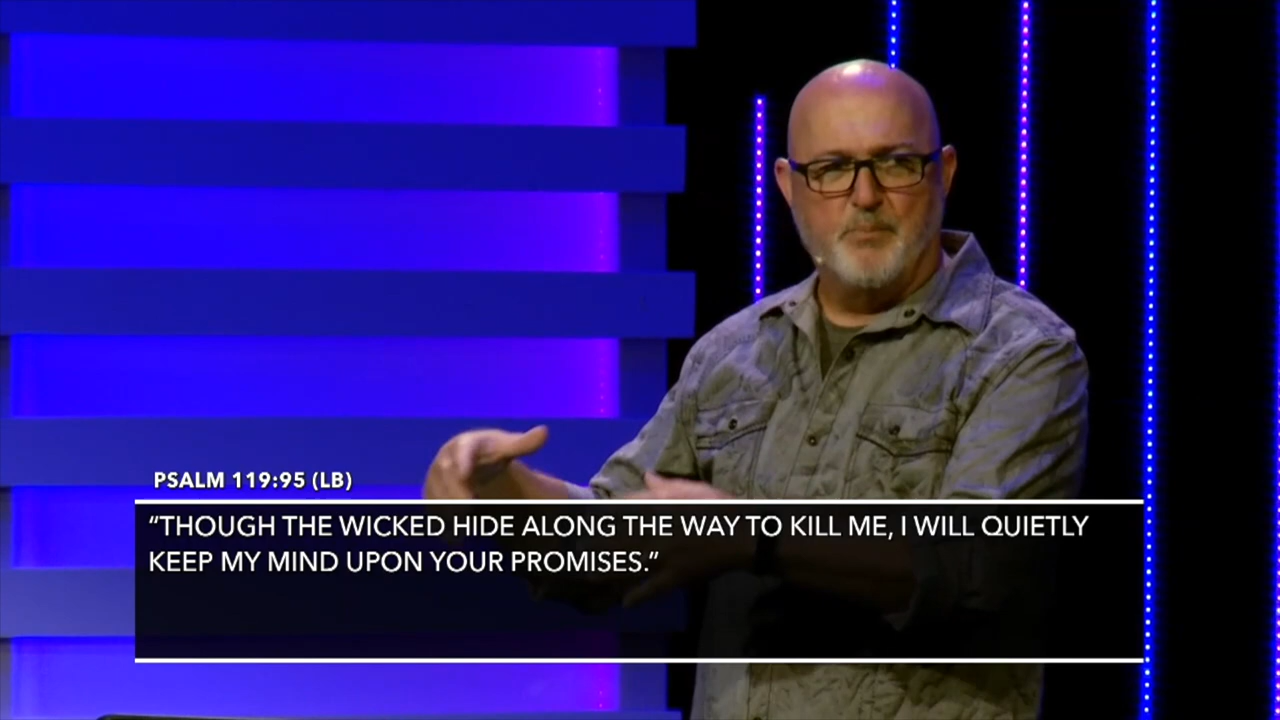 PSALM 119:95 (LB)
“THOUGH THE WICKED HIDE ALONG THE WAY TO KILL ME, I WILL QUIETLY
KEEP MY MIND UPON YOUR PROMISES.”